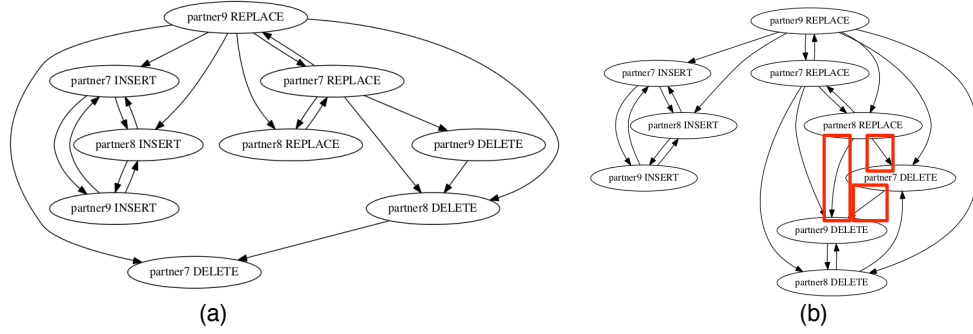 partner9 REPLACE
partner7 INSERT
partner7 REPLACE
partner8 INSERT
partner8 REPLACE
partner9 DELETE
partner9 INSERT
partner8 DELETE
partner7 DELETE
(a)
partner9 REPLACE
partner7 INSERT
partner7 REPLACE
partner8 INSERT
partner8 REPLACE
partner9 INSERT
partner7 DELETE
partner9 DELETE
partner8 DELETE
(b)